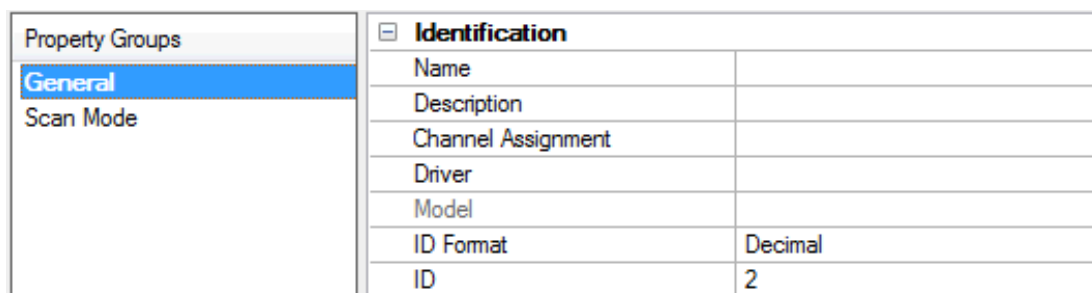 Property Groups
General
Scan Mode
Identification
Name
Description
Channel Assignment
Driver
Model
ID Format Decimal
ID 2